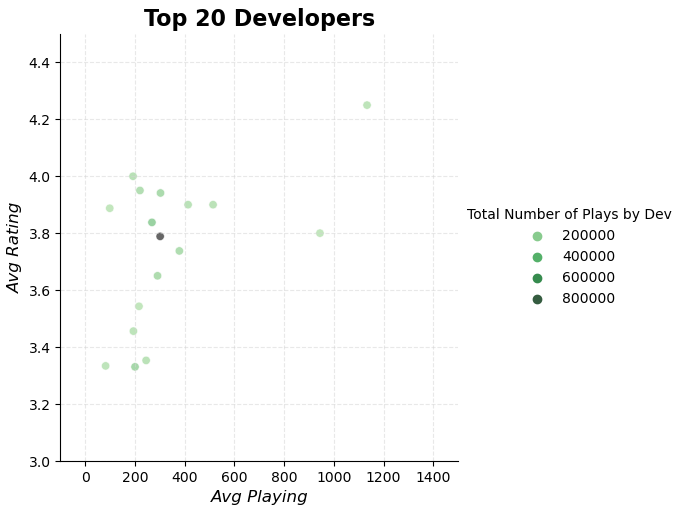 Top 20 Developers
Avg Rating
4.4
4.2
4.0
3.8
3.6
3.4
3.2
3.0
0 200 400 600 800 1000 1200 1400
Avg Playing
Total Number of Plays by Dev
200000
400000
600000
800000